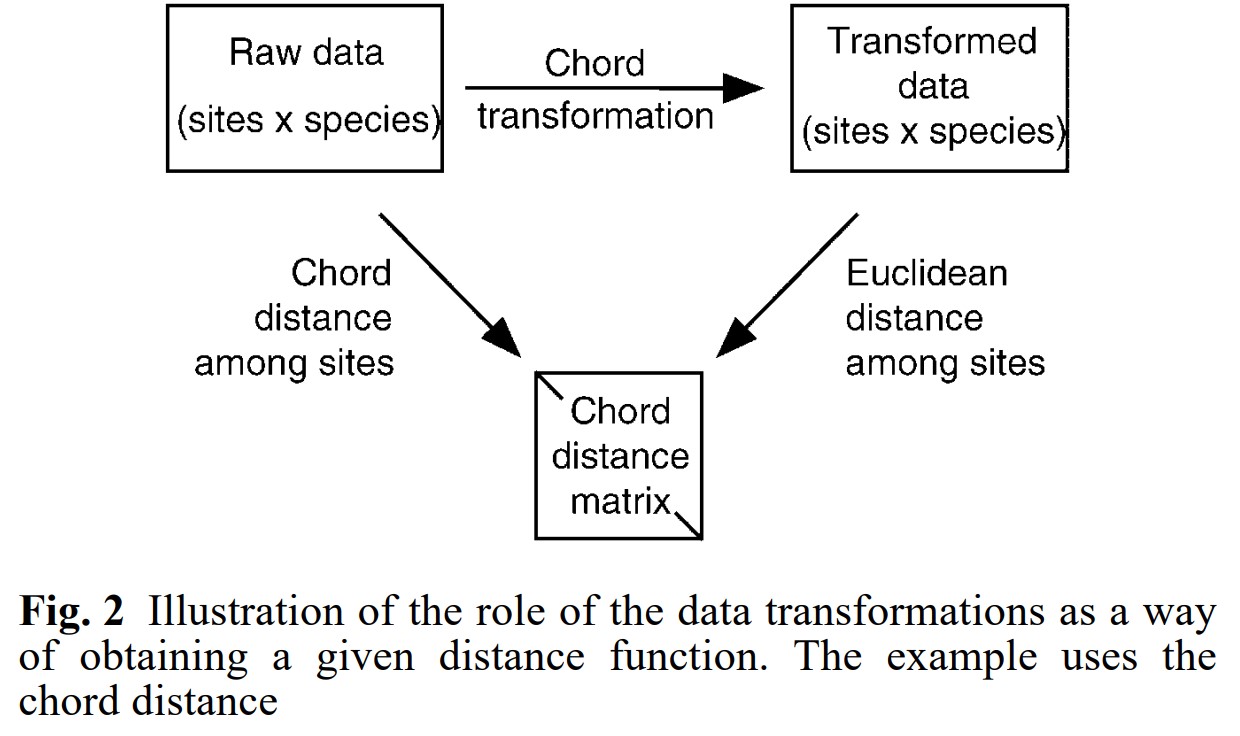 Raw data
(sites x species)
Chord
transformation
Transformed
data
(sites x species)
Chord
distance
among sites
Euclidean
distance
among sites
Chord
distance
matrix
Fig. 2 Illustration of the role of the data transformations as a way
of obtaining a given distance function. The example uses the
chord distance